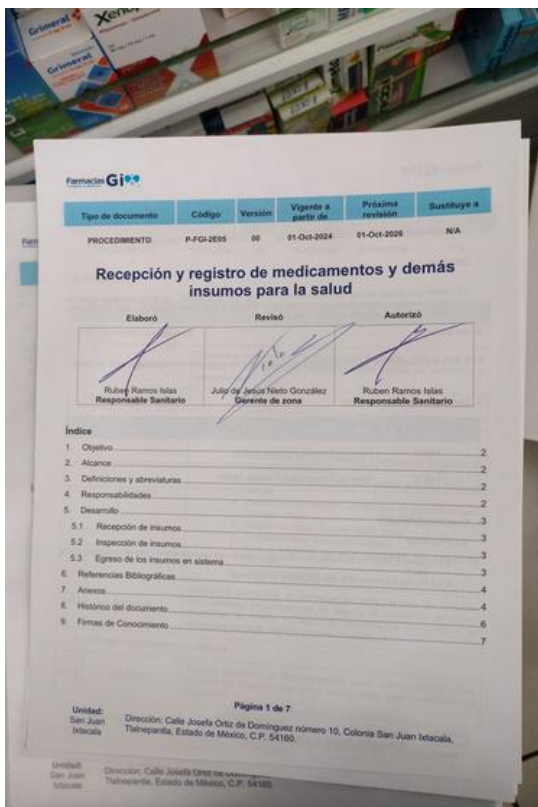 Grimeral
Grimeral
Farmacias Gi
Tipo de documento Código Versión Vigente a partir de Próxima revisión Sustituye a
PROCEDIMIENTO P-FGI-2E05 00 01-Oct-2024 01-Oct-2026 N/A
Recepción y registro de medicamentos y demás
insumos para la salud
Elaboró Revisó Autorizó
Ruben Ramos Islas Julio de Jesús Nieto González Ruben Ramos Islas
Responsable Sanitario Gerente de zona Responsable Sanitario
Índice
1. Objetivo 2
2. Alcance 2
3. Definiciones y abreviaturas 2
4. Responsabilidades 2
5. Desarrollo 3
5.1 Recepción de insumos 3
5.2 Inspección de insumos 3
5.3 Egreso de los insumos en sistema 3
6. Referencias Bibliográficas 4
7. Anexos 4
8. Histórico del documento 6
9. Firmas de Conocimiento 7
Página 1 de 7
Unidad:
San Juan
Ixtacala
Dirección: Calle Josefa Ortiz de Domínguez número 10, Colonia San Juan Ixtacala,
Tlalnepantla, Estado de México, C.P. 54160.
Unidad:
San Juan
Ixtacala
Dirección: Calle Josefa Ortiz de
Tlalnepantla, Estado de México, C.P. 54160.